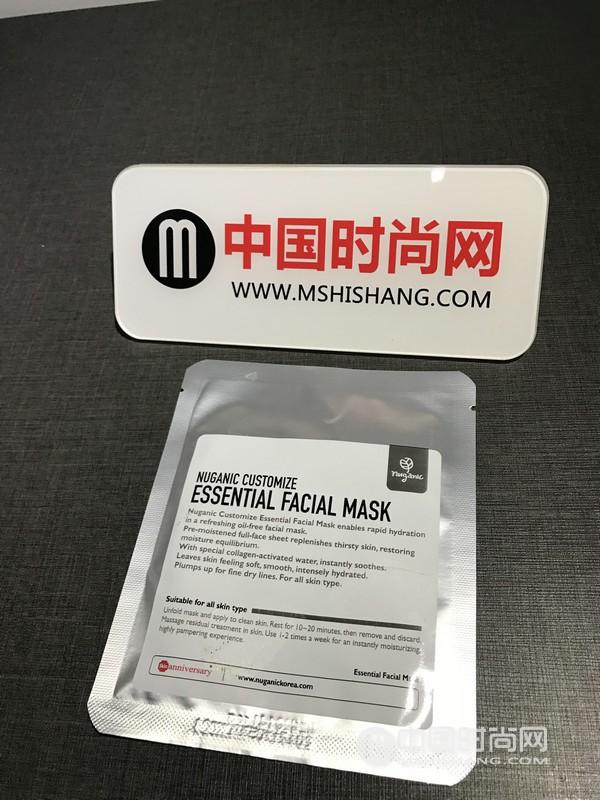 m 中国时尚网
WWW.MSHISHANG.COM
nuganic
NUGANIC CUSTOMIZE
ESSENTIAL FACIAL MASK
Nuganic Customize Essential Facial Mask enables rapid hydration
in a refreshing oil-free facial mask.
Pre-moistened full-face sheet replenishes thirsty skin, restoring
moisture equilibrium.
With special collagen-activated water, instantly soothes.
Leaves skin feeling soft, smooth, intensely hydrated.
Plumps up for fine dry lines. For all skin type.
Suitable for all skin type
Unfold mask and apply to clean skin. Rest for 10~20 minutes, then remove and discard.
Massage residual treatment in skin. Use 1-2 times a week for an instantly moisturizing,
highly pampering experience.
skin anniversary
www.nuganickorea.com
Essential Facial
中国时尚网
MSHISHANG.COM